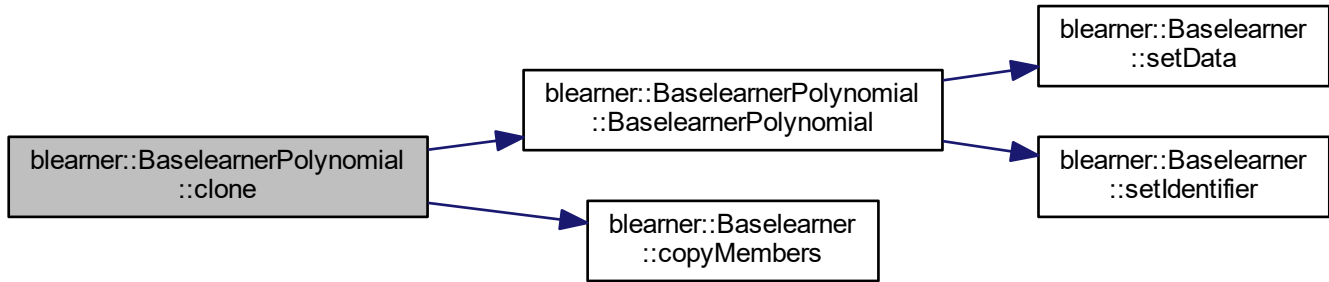 blearner::BaselearnerPolynomial
::clone
blearner::BaselearnerPolynomial
::BaselearnerPolynomial
blearner::Baselearner
::copyMembers
blearner::Baselearner
::setData
blearner::Baselearner
::setIdentifier